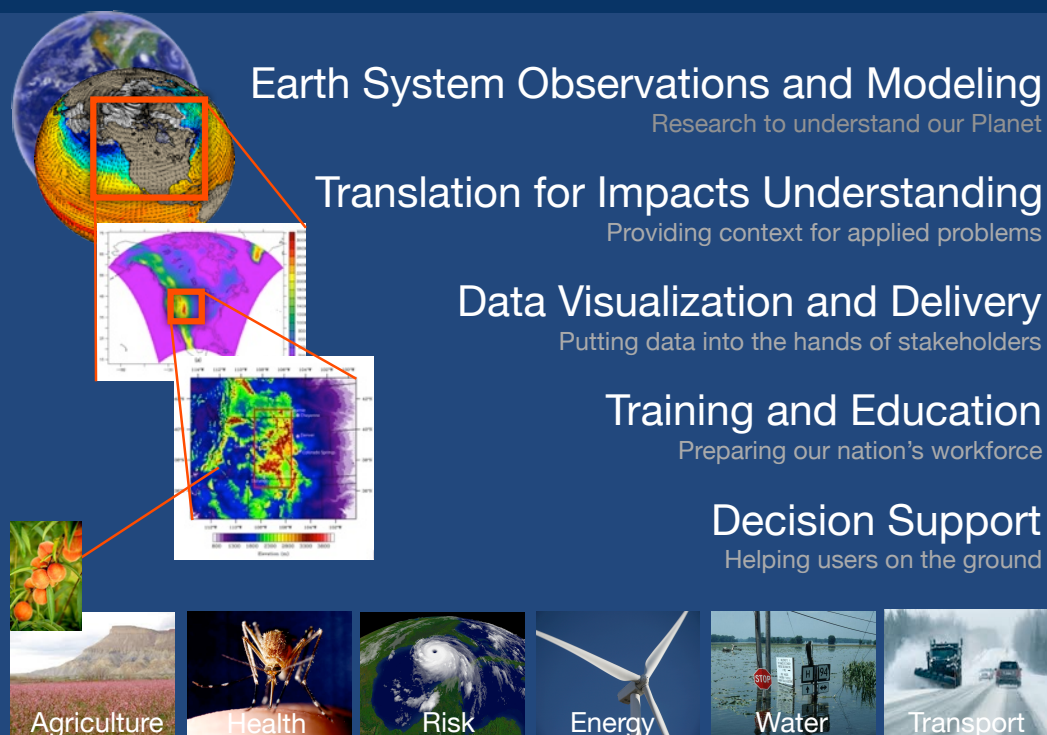 Earth System Observations and Modeling
Research to understand our Planet
Translation for Impacts Understanding
Providing context for applied problems
Data Visualization and Delivery
Putting data into the hands of stakeholders
Training and Education
Preparing our nation's workforce
Decision Support
Helping users on the ground
STOP
Agriculture
Health
Risk
Energy
Water
Transport